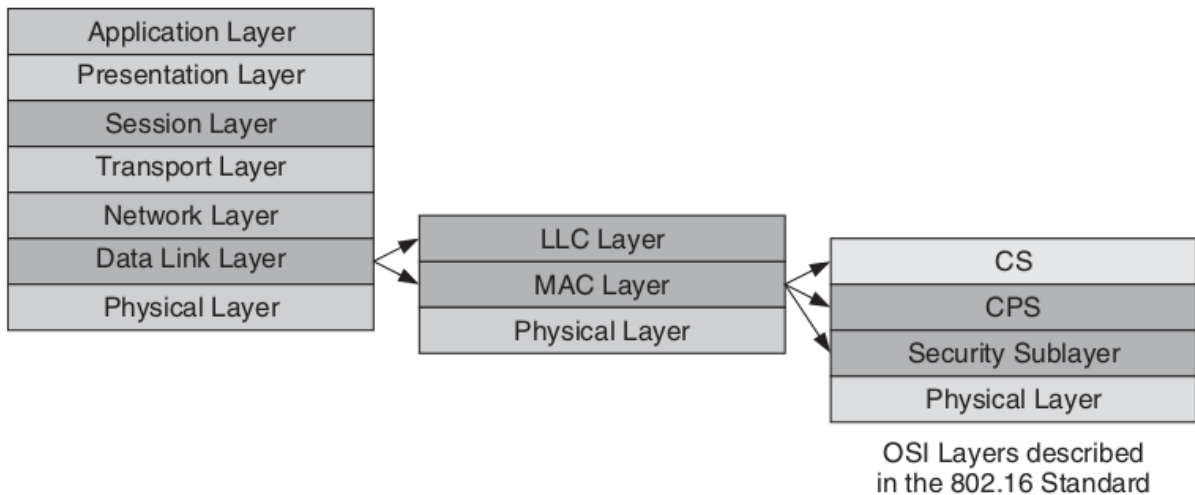 Application Layer
Presentation Layer
Session Layer
Transport Layer
Network Layer
Data Link Layer
Physical Layer
LLC Layer
MAC Layer
Physical Layer
CS
CPS
Security Sublayer
Physical Layer
OSI Layers described
in the 802.16 Standard